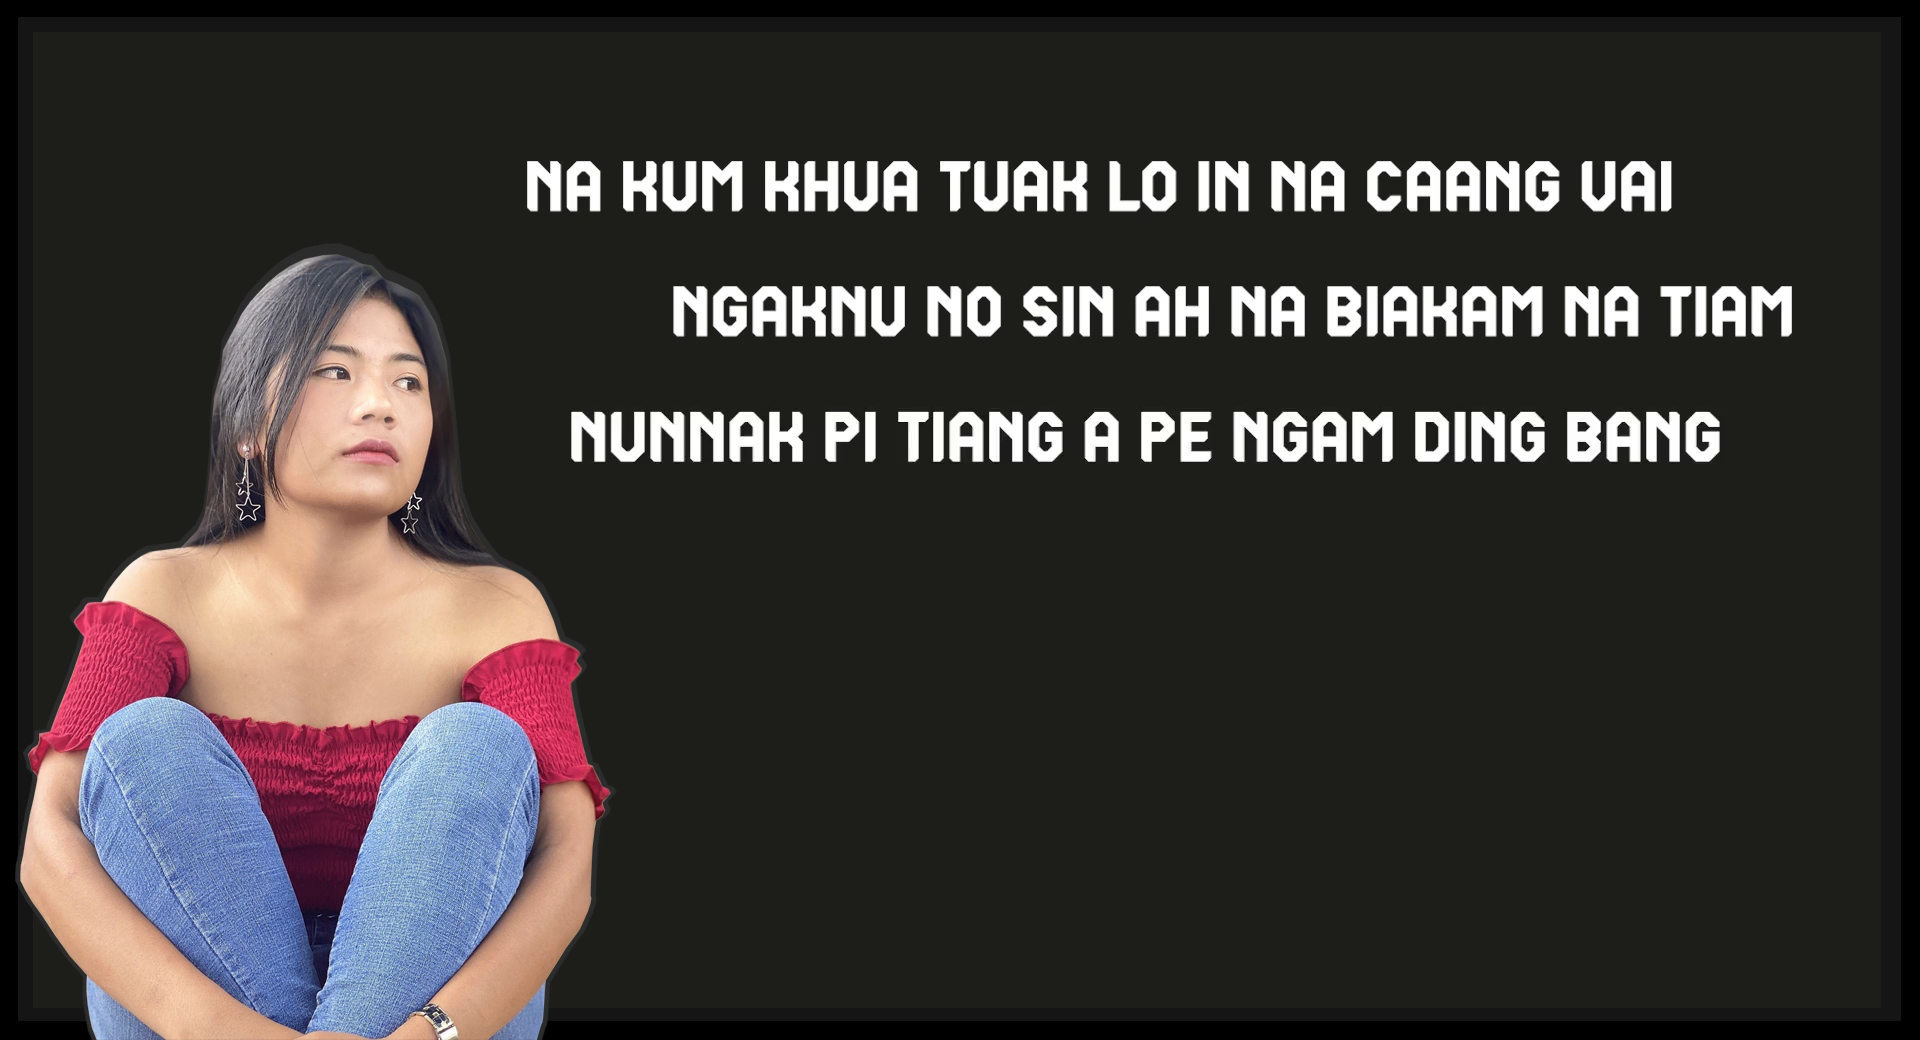 NA KUM KHUA TUAK LO IN NA CAANG VAI
NGAKNU NO SIN AH NA BIAKAM NA TIAM
NUNNAK PI TIANG A PE NGAM DING BANG